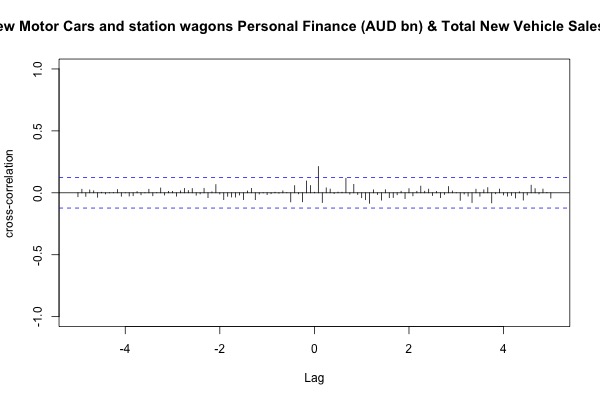 ew Motor Cars and station wagons Personal Finance (AUD bn) & Total New Vehicle Sales
1.0
0.5
0.0
-0.5
-1.0
cross-correlation
-4 -2 0 2 4
Lag